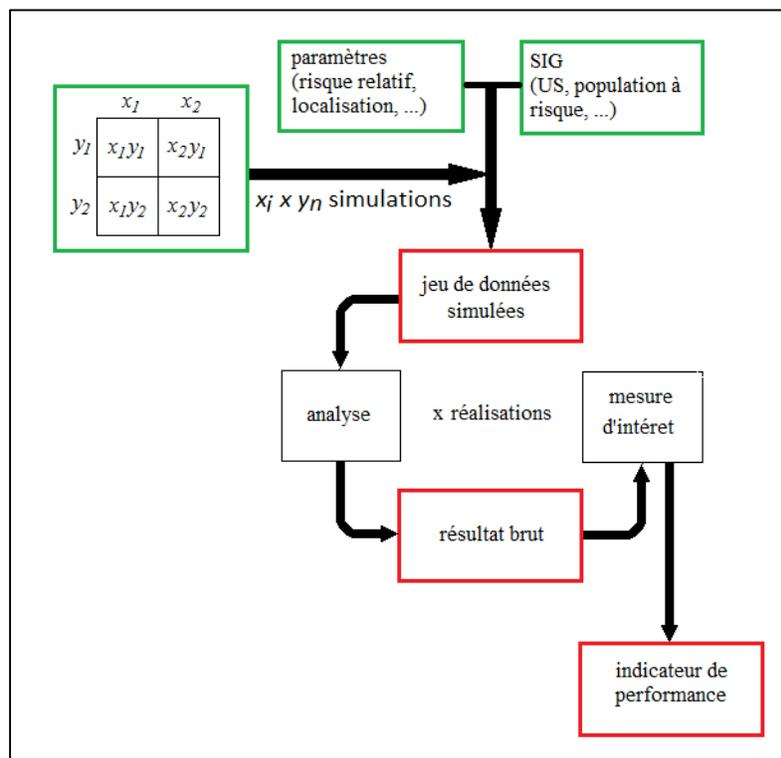 paramètres
(risque relatif,
localisation, ...)
SIG
(US, population à
risque, ...)
x1 x2
y1 x1y1 x2y1
y2 x1y2 x2y2
xi x yn simulations
jeu de données
simulées
analyse
x réalisations
mesure
d'intéret
résultat brut
indicateur de
performance